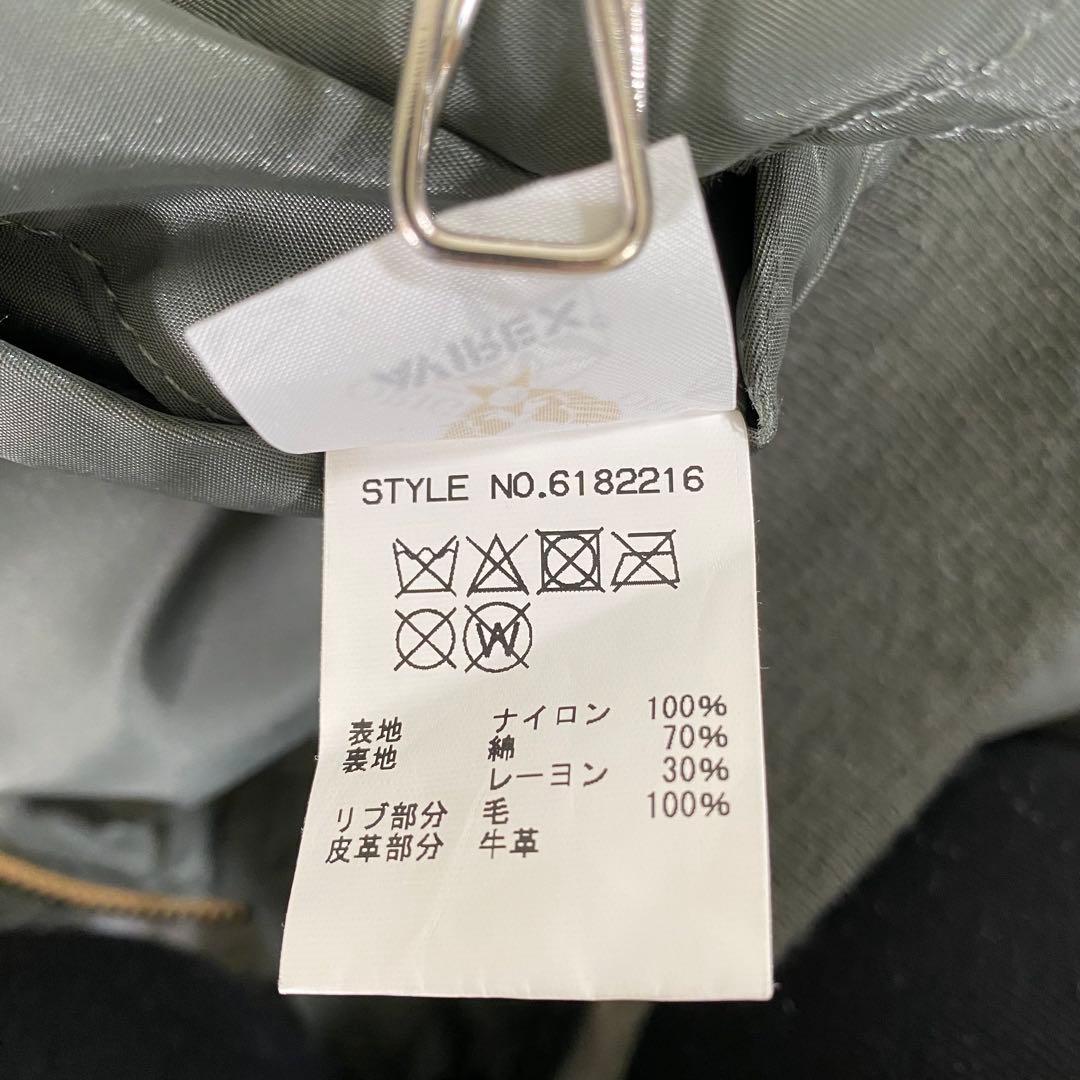 AVIREX
STYLE NO.6182216
W
表地 ナイロン 100%
裏地 綿 70%
レーヨン 30%
リブ部分 毛 100%
皮革部分 牛革